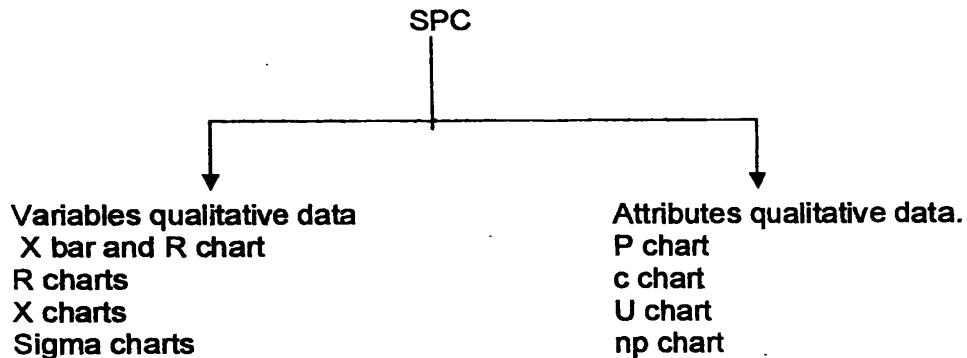 SPC
Variables qualitative data
X bar and R chart
R charts
X charts
Sigma charts
Attributes qualitative data.
P chart
c chart
U chart
np chart